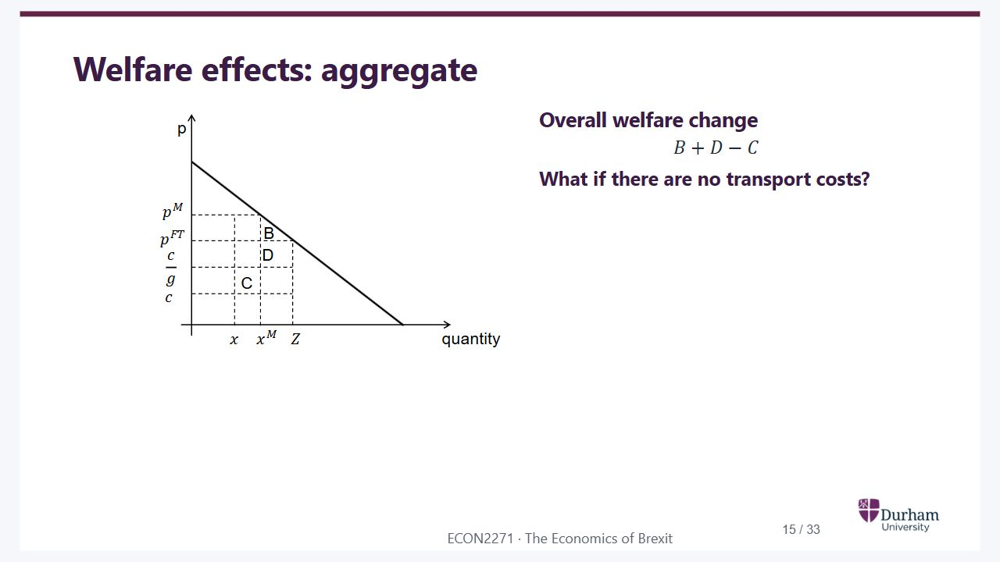 Welfare effects: aggregate
p
p^M
p^FT
c
g
c
B
D
C
x
x^M
Z
quantity
Overall welfare change
B + D − C
What if there are no transport costs?
ECON2271 · The Economics of Brexit
15 / 33
Durham
University